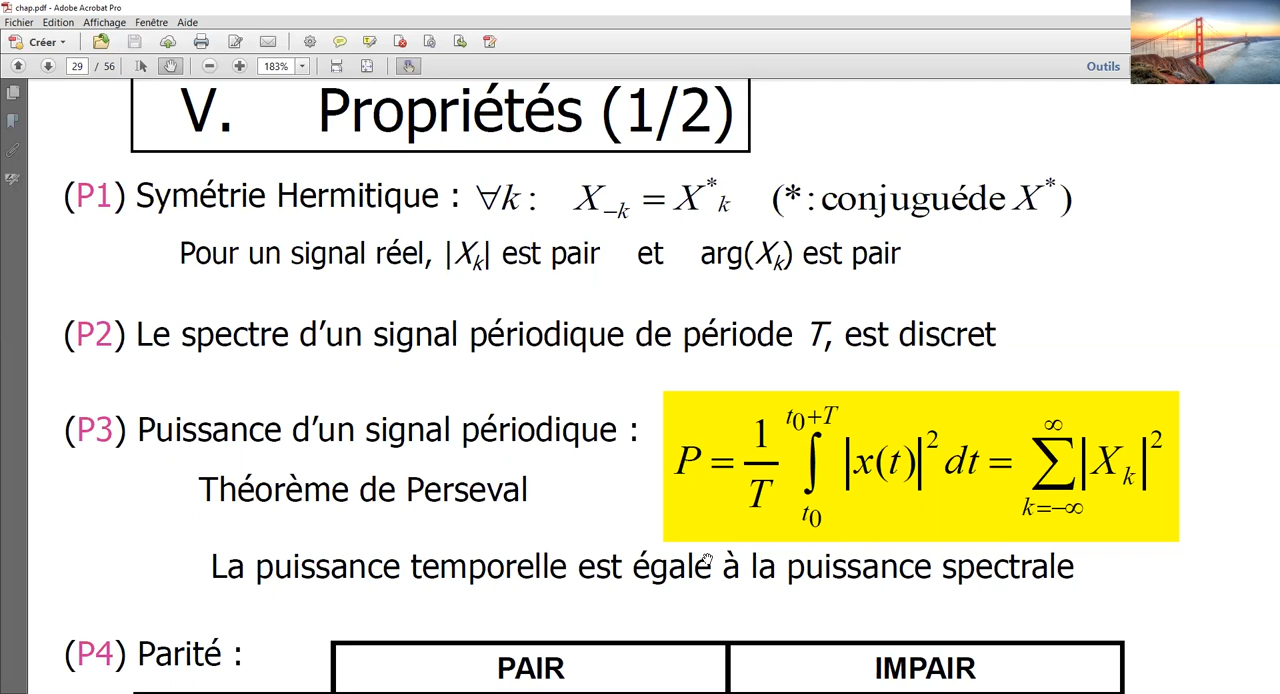 chap.pdf - Adobe Acrobat Pro
Fichier Edition Affichage Fenêtre Aide
Créer
29 / 56 183% Outils
V. Propriétés (1/2)
(P1) Symétrie Hermitique : ∀k : X₋ₖ = X*ₖ (* : conjuguéde X*)
Pour un signal réel, |Xₖ| est pair et arg(Xₖ) est pair
(P2) Le spectre d’un signal périodique de période T, est discret
(P3) Puissance d’un signal périodique : P = 1/T ∫_{t₀}^{t₀+T} |x(t)|² dt = ∑_{k=-∞}^{∞} |Xₖ|²
Théorème de Perseval
La puissance temporelle est égale à la puissance spectrale
(P4) Parité : PAIR IMPAIR